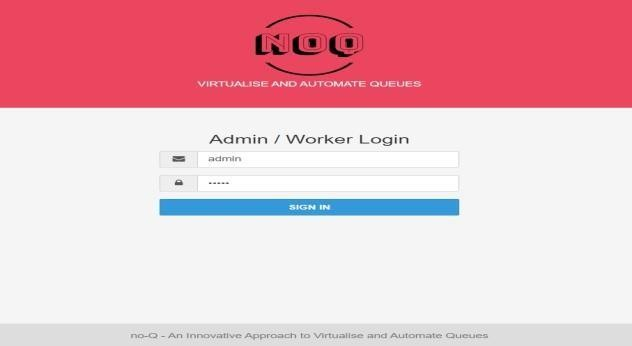 NOQ
VIRTUALISE AND AUTOMATE QUEUES
Admin / Worker Login
admin
-----
SIGN IN
no-Q - An Innovative Approach to Virtualise and Automate Queues